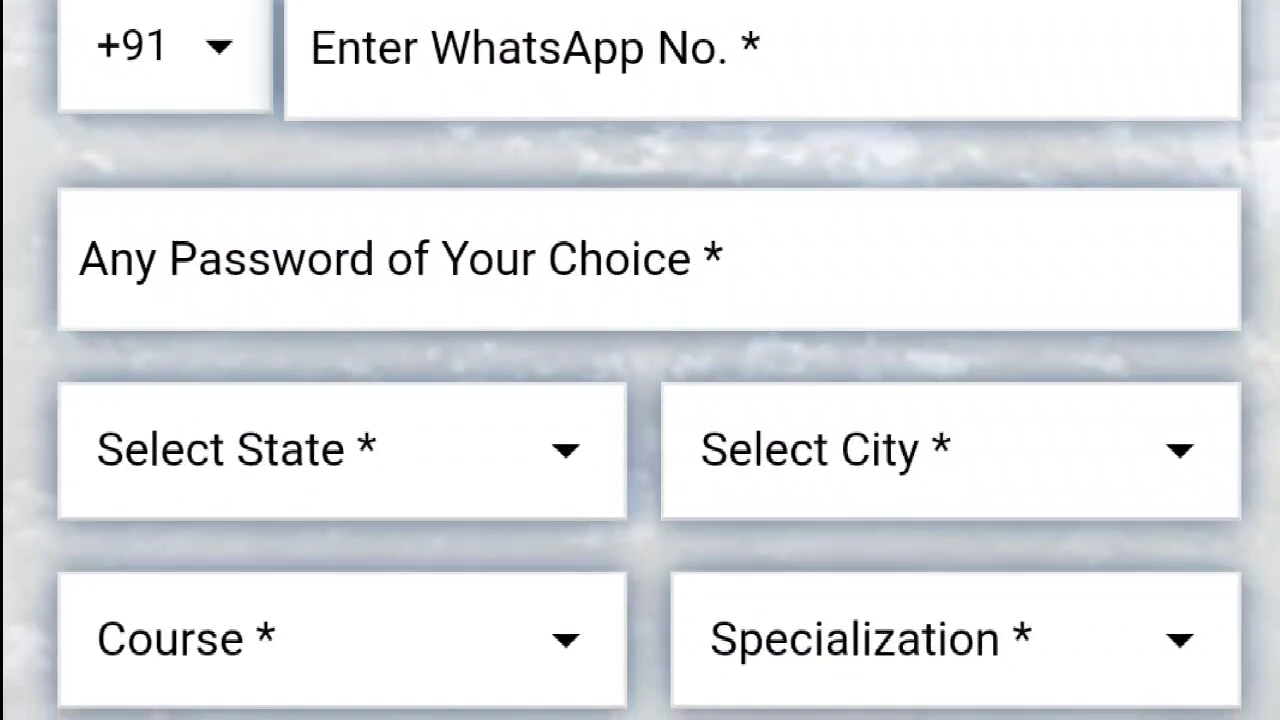 +91 Enter WhatsApp No. *
Any Password of Your Choice *
Select State * Select City *
Course * Specialization *